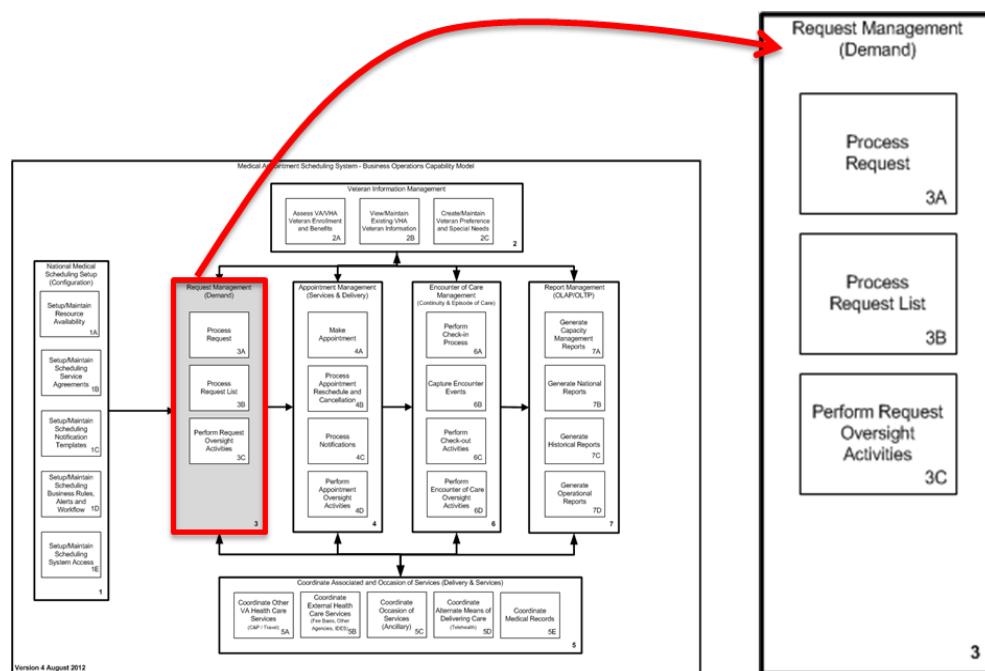 Request Management
(Demand)
Process
Request
3A
Process
Request List
3B
Perform Request
Oversight
Activities
3C
3
Medical Appointment Scheduling System - Business Operations Capability Model
Veteran Information Management
Assess VA/VHA
Veteran Enrollment
and Benefits
2A
View/Maintain
Existing VHA
Veteran Information
2B
Create/Maintain
Veteran Preference
and Special Needs
2C
2
National Medical
Scheduling Setup
(Configuration)
Setup/Maintain
Resource
Availability
1A
Setup/Maintain
Scheduling
Service
Agreements
1B
Setup/Maintain
Scheduling
Notification
Templates
1C
Setup/Maintain
Scheduling
Business Rules,
Alerts and
Workflow
1D
Setup/Maintain
Scheduling
System Access
1E
1
Request Management
(Demand)
Process
Request
3A
Process
Request List
3B
Perform Request
Oversight
Activities
3C
3
Appointment Management
(Services & Delivery)
Make
Appointment
4A
Process
Appointment
Reschedule and
Cancellation
4B
Process
Notifications
4C
Perform
Appointment
Oversight
Activities
4D
4
Encounter of Care
Management
(Continuity & Episode of Care)
Perform
Check-in
Process
6A
Capture Encounter
Events
6B
Perform
Check-out
Activities
6C
Perform
Encounter of Care
Oversight
Activities
6D
6
Report Management
(OLAP/OLTP)
Generate
Capacity
Management
Reports
7A
Generate National
Reports
7B
Generate
Historical Reports
7C
Generate
Operational
Reports
7D
7
Coordinate Associated and Occasion of Services (Delivery & Services)
Coordinate Other
VA Health Care
Services
(C&P / Travel)
5A
Coordinate
External Health
Care Services
(Fee Basis, Other
Agencies, IDES)
5B
Coordinate
Occasion of
Services
(Ancillary)
5C
Coordinate
Alternate Means of
Delivering Care
(Telehealth)
5D
Coordinate
Medical Records
5E
5
Version 4 August 2012